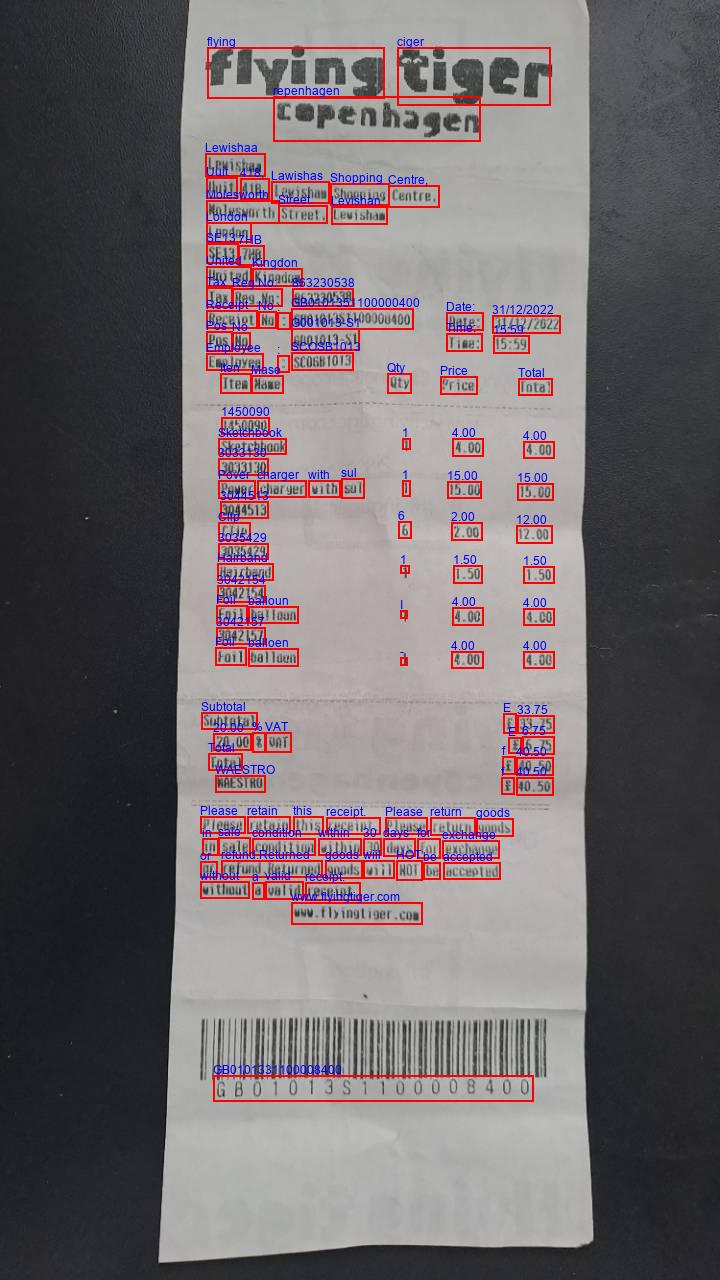 flying tiger
copenhagen
Lewisham
Unit 418, Lewisham Shopping Centre,
Molesworth Street, Lewisham
London
SE13 7HB
United Kingdom
Tax Reg No: 863230538
Receipt No : GB01013S1100008400 Date: 31/12/2022
Pos No GB01013-S1 Time: 15:59
Employee : SCOSB1013
Item Name Qty Price Total
1450090
Sketchbook 1 4.00 4.00
3033130
Power charger with sul 1 15.00 15.00
3044513
Clip 6 2.00 12.00
3035429
Hairband 1 1.50 1.50
3042154
Foil balloon 1 4.00 4.00
3042157
Foil balloon 1 4.00 4.00
Subtotal £ 33.75
20.00 % VAT £ 6.75
Total £ 40.50
MAESTRO £ 40.50
Please retain this receipt. Please return goods
in safe condition within 30 days for exchange
or refund.Returned goods will NOT be accepted
without a valid receipt.
www.flyingtiger.com
GB01013S1100008400